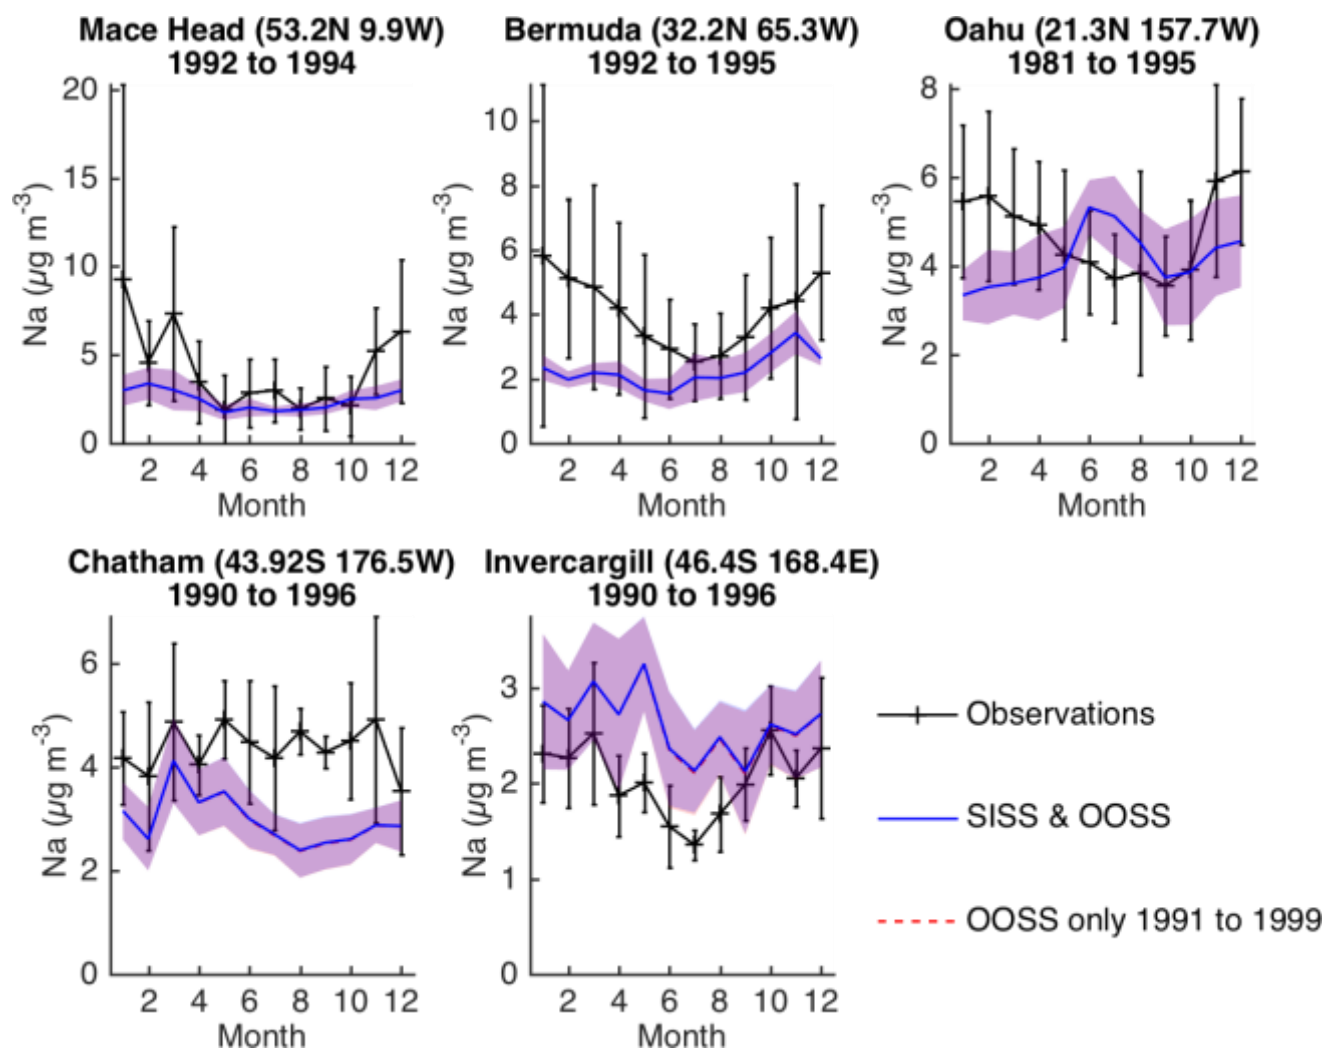 Mace Head (53.2N 9.9W)
1992 to 1994
Na (µg m⁻³)
20
15
10
5
0
2 4 6 8 10 12
Month
Bermuda (32.2N 65.3W)
1992 to 1995
Na (µg m⁻³)
10
8
6
4
2
0
2 4 6 8 10 12
Month
Oahu (21.3N 157.7W)
1981 to 1995
Na (µg m⁻³)
8
6
4
2
0
2 4 6 8 10 12
Month
Chatham (43.92S 176.5W)
1990 to 1996
Na (µg m⁻³)
6
4
2
0
2 4 6 8 10 12
Month
Invercargill (46.4S 168.4E)
1990 to 1996
Na (µg m⁻³)
3
2
1
0
2 4 6 8 10 12
Month
Observations
SISS & OOSS
OOSS only 1991 to 1999